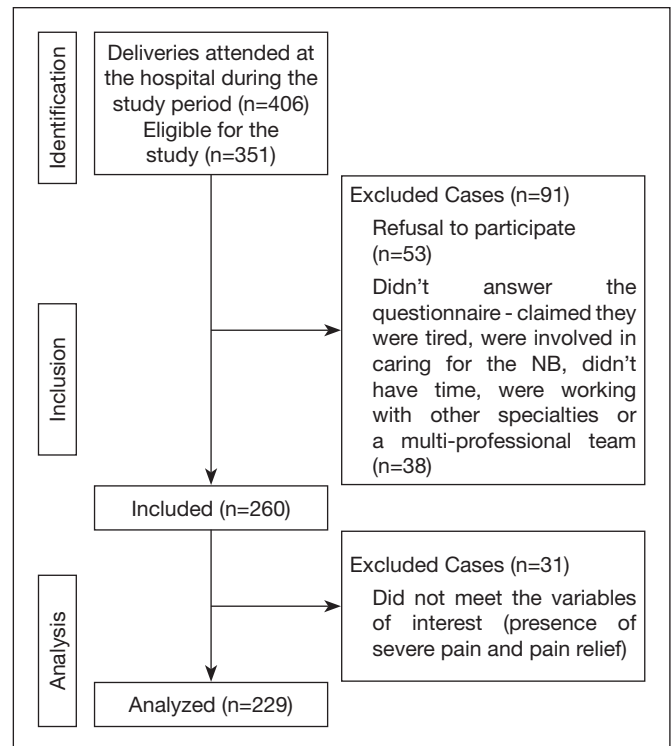 Identification
Deliveries attended at
the hospital during the
study period (n=406)
Eligible for the
study (n=351)
Inclusion
Excluded Cases (n=91)
Refusal to participate
(n=53)
Didn't answer the
questionnaire - claimed they
were tired, were involved in
caring for the NB, didn't
have time, were working
with other specialties or
a multi-professional team
(n=38)
Included (n=260)
Analysis
Excluded Cases (n=31)
Did not meet the variables
of interest (presence of
severe pain and pain relief)
Analyzed (n=229)